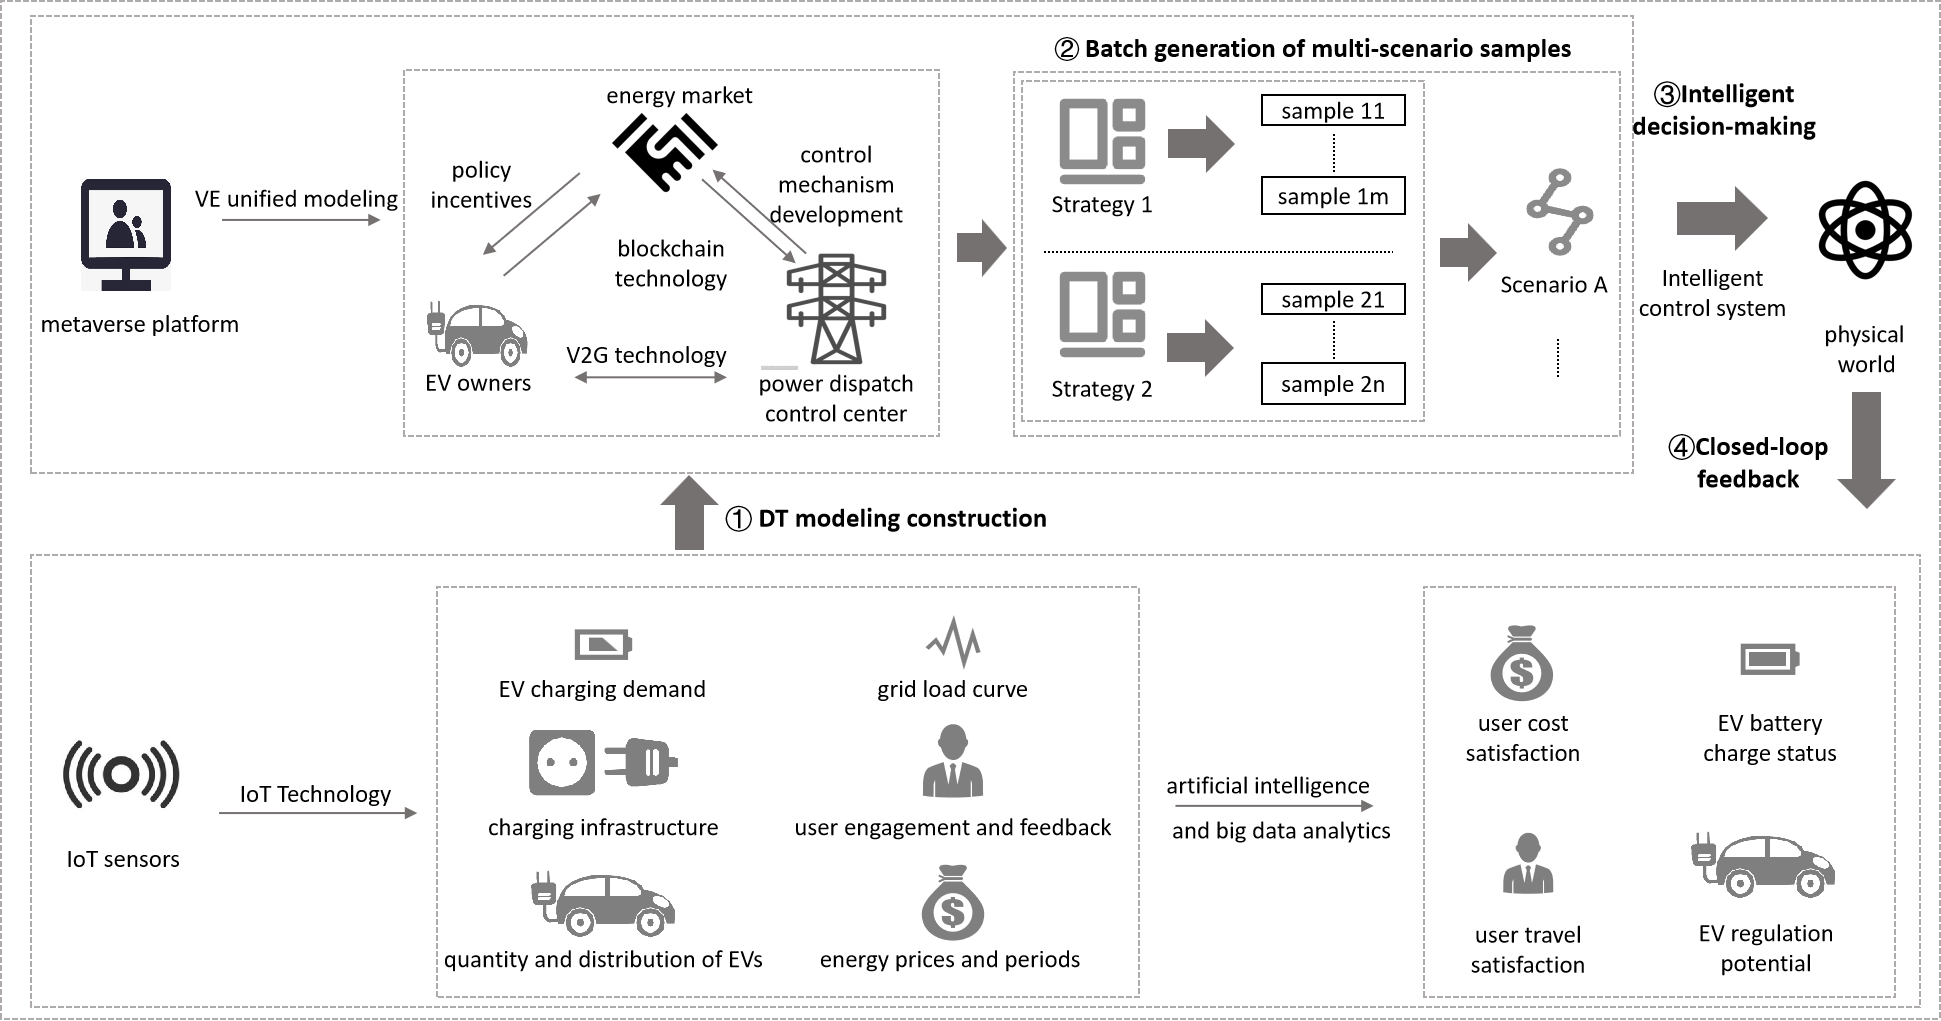 ② Batch generation of multi-scenario samples
energy market
policy
incentives
control
mechanism
development
VE unified modeling
metaverse platform
blockchain
technology
V2G technology
EV owners
power dispatch
control center
Strategy 1
sample 11
sample 1m
Strategy 2
sample 21
sample 2n
Scenario A
③Intelligent
decision-making
Intelligent
control system
physical
world
④Closed-loop
feedback
① DT modeling construction
IoT sensors
IoT Technology
EV charging demand
grid load curve
charging infrastructure
user engagement and feedback
quantity and distribution of EVs
energy prices and periods
artificial intelligence
and big data analytics
user cost
satisfaction
EV battery
charge status
user travel
satisfaction
EV regulation
potential